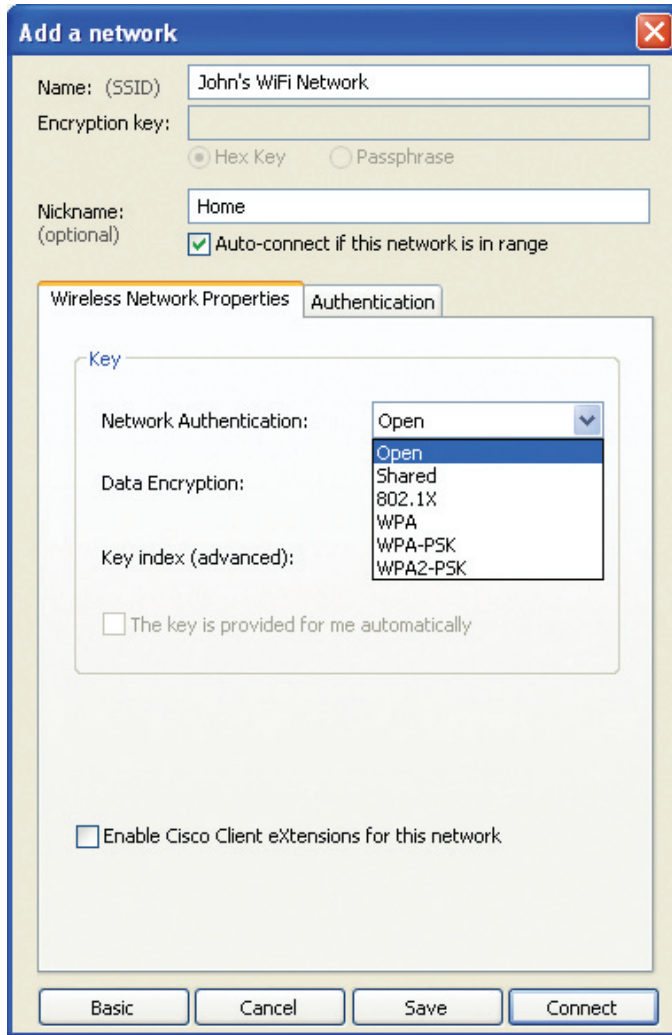 Add a network
Name: (SSID) John's WiFi Network
Encryption key:
Hex Key Passphrase
Nickname: Home
(optional)
Auto-connect if this network is in range
Wireless Network Properties Authentication
Key
Network Authentication: Open
Open
Shared
Data Encryption:
802.1X
WPA
WPA-PSK
Key index (advanced):
WPA2-PSK
The key is provided for me automatically
Enable Cisco Client eXtensions for this network
Basic Cancel Save Connect